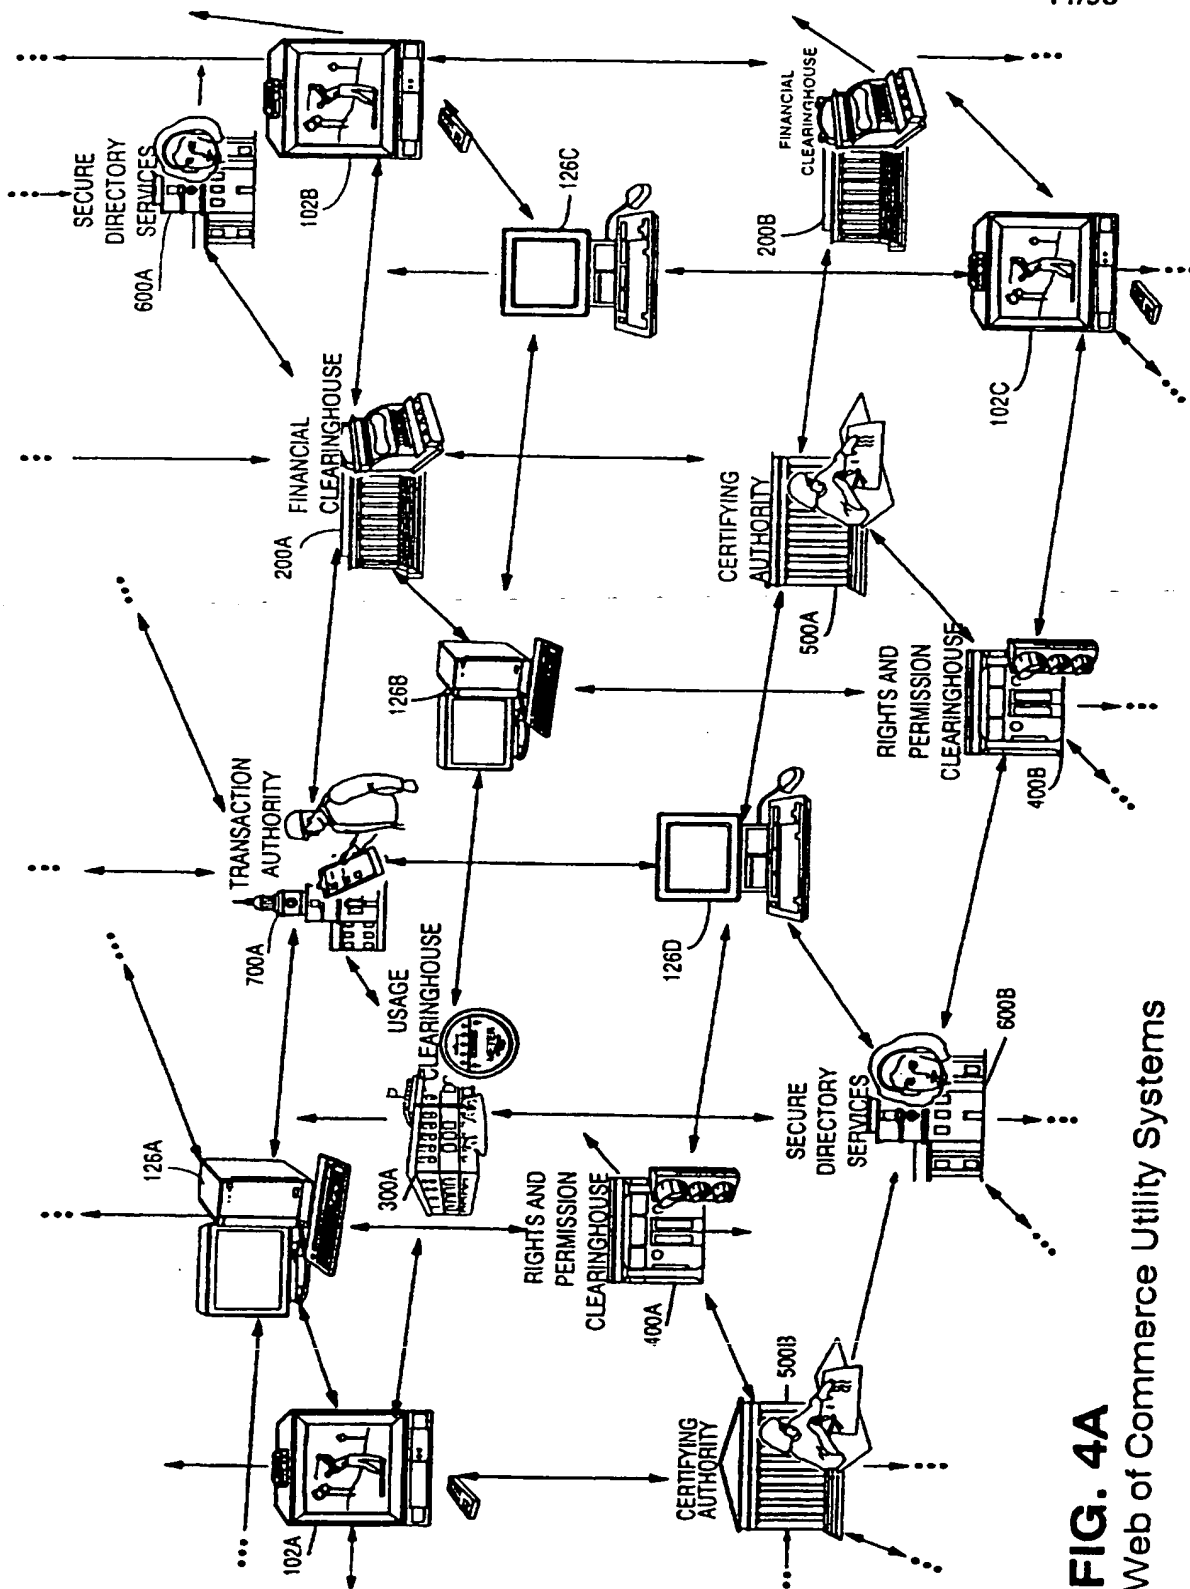 SECURE
DIRECTORY
SERVICES
600A
102B
126C
FINANCIAL
CLEARINGHOUSE
200B
102C
FINANCIAL
CLEARINGHOUSE
200A
CERTIFYING
AUTHORITY
500A
126B
RIGHTS AND
PERMISSION
CLEARINGHOUSE
400B
TRANSACTION
AUTHORITY
700A
126D
USAGE
CLEARINGHOUSE
METER
300A
SECURE
DIRECTORY
SERVICES
600B
126A
RIGHTS AND
PERMISSION
CLEARINGHOUSE
400A
102A
CERTIFYING
AUTHORITY
500B
FIG. 4A
Web of Commerce Utility Systems